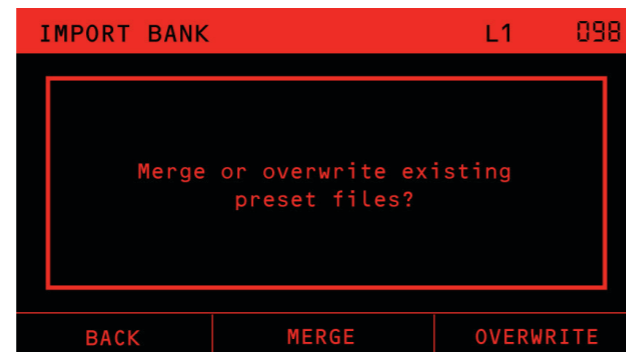 IMPORT BANK L1 098
Merge or overwrite existing
preset files?
BACK MERGE OVERWRITE